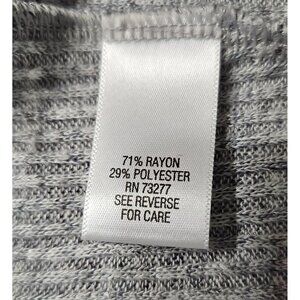 71% RAYON
29% POLYESTER
RN 73277
SEE REVERSE
FOR CARE